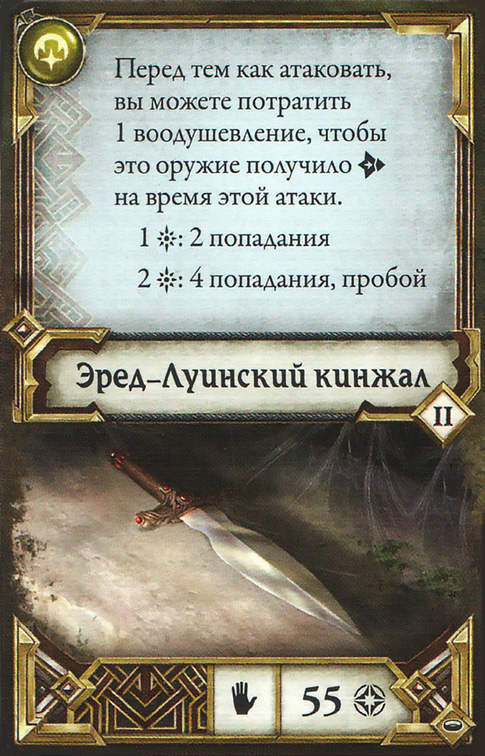 Перед тем как атаковать,
вы можете потратить
1 воодушевление, чтобы
это оружие получило
на время этой атаки.
1 : 2 попадания
2 : 4 попадания, пробой
Эред-Луинский кинжал
II
55